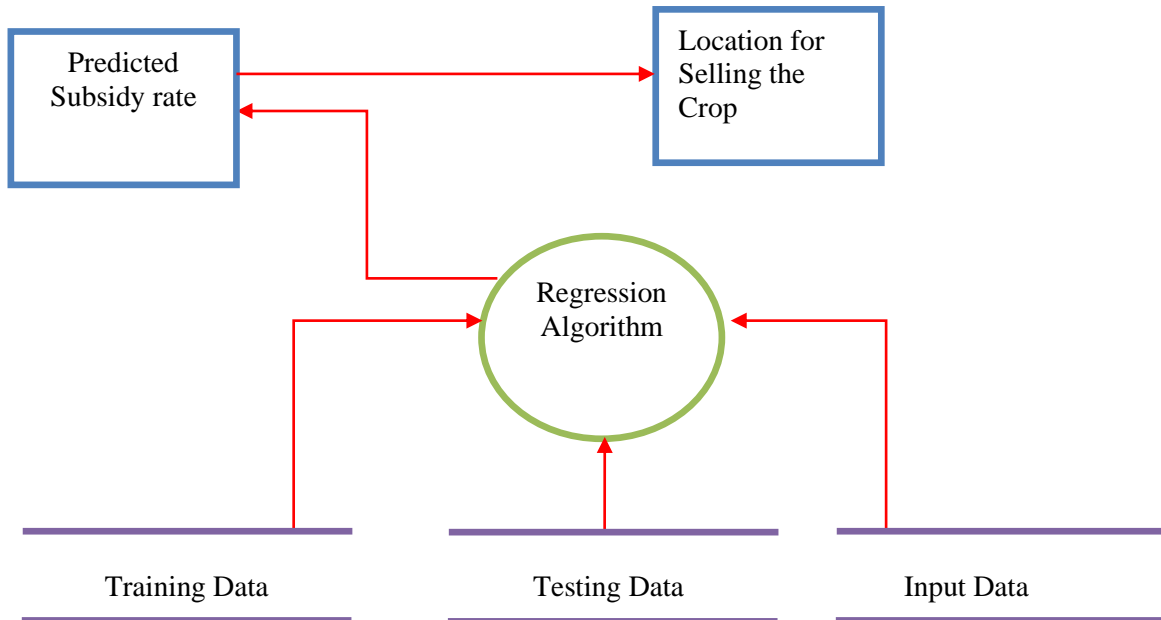 Predicted
Subsidy rate
Location for
Selling the
Crop
Regression
Algorithm
Training Data
Testing Data
Input Data